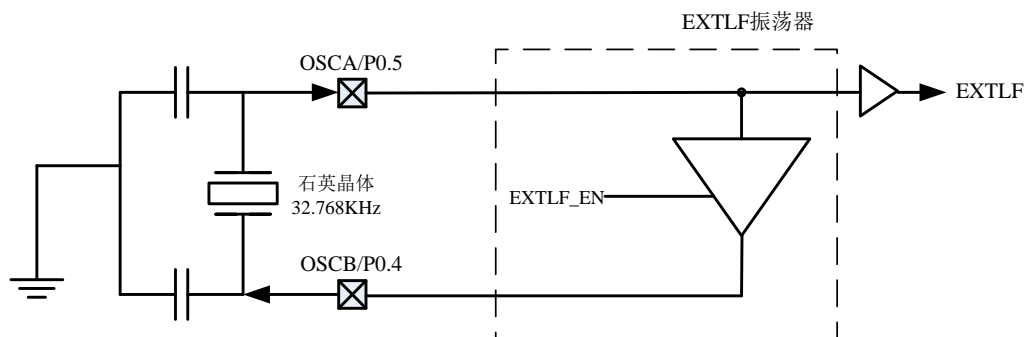 EXTLF振荡器
OSCA/P0.5
EXTLF
石英晶体
32.768KHz
EXTLF_EN
OSCB/P0.4